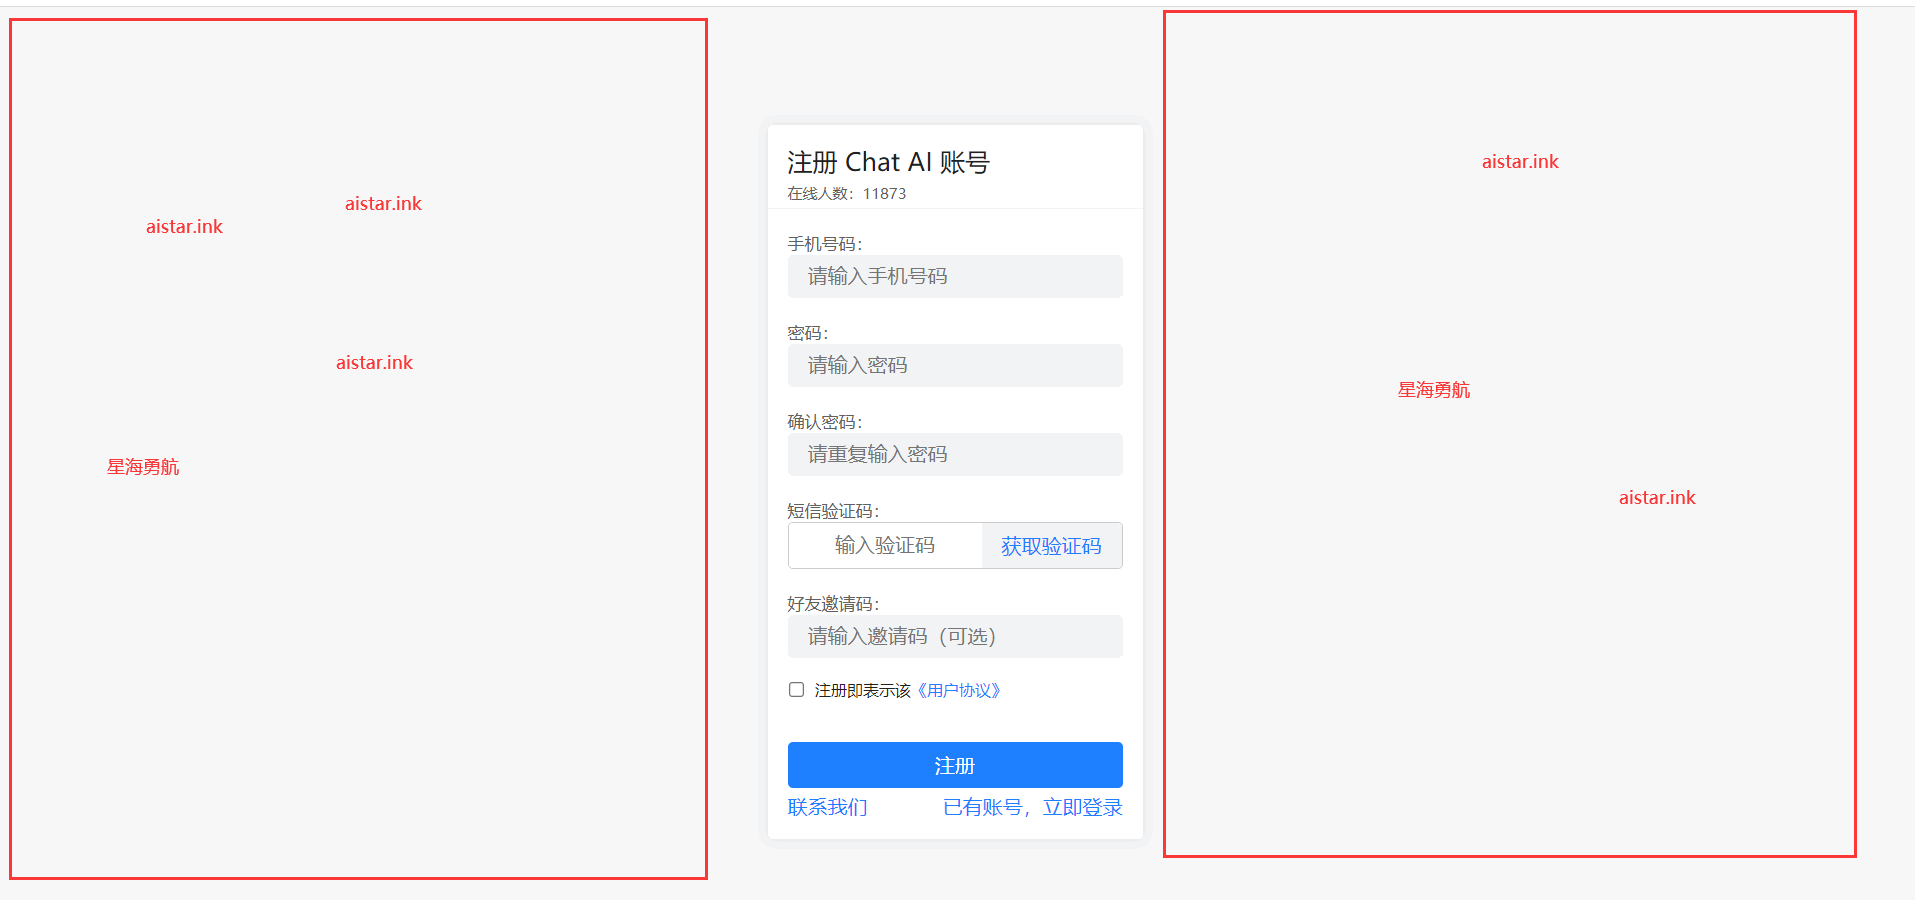 aistar.ink
aistar.ink
aistar.ink
星海勇航
注册 Chat AI 账号
在线人数：11873
手机号码：
请输入手机号码
密码：
请输入密码
确认密码：
请重复输入密码
短信验证码：
输入验证码 获取验证码
好友邀请码：
请输入邀请码（可选）
注册即表示该《用户协议》
注册
联系我们 已有账号，立即登录
aistar.ink
星海勇航
aistar.ink